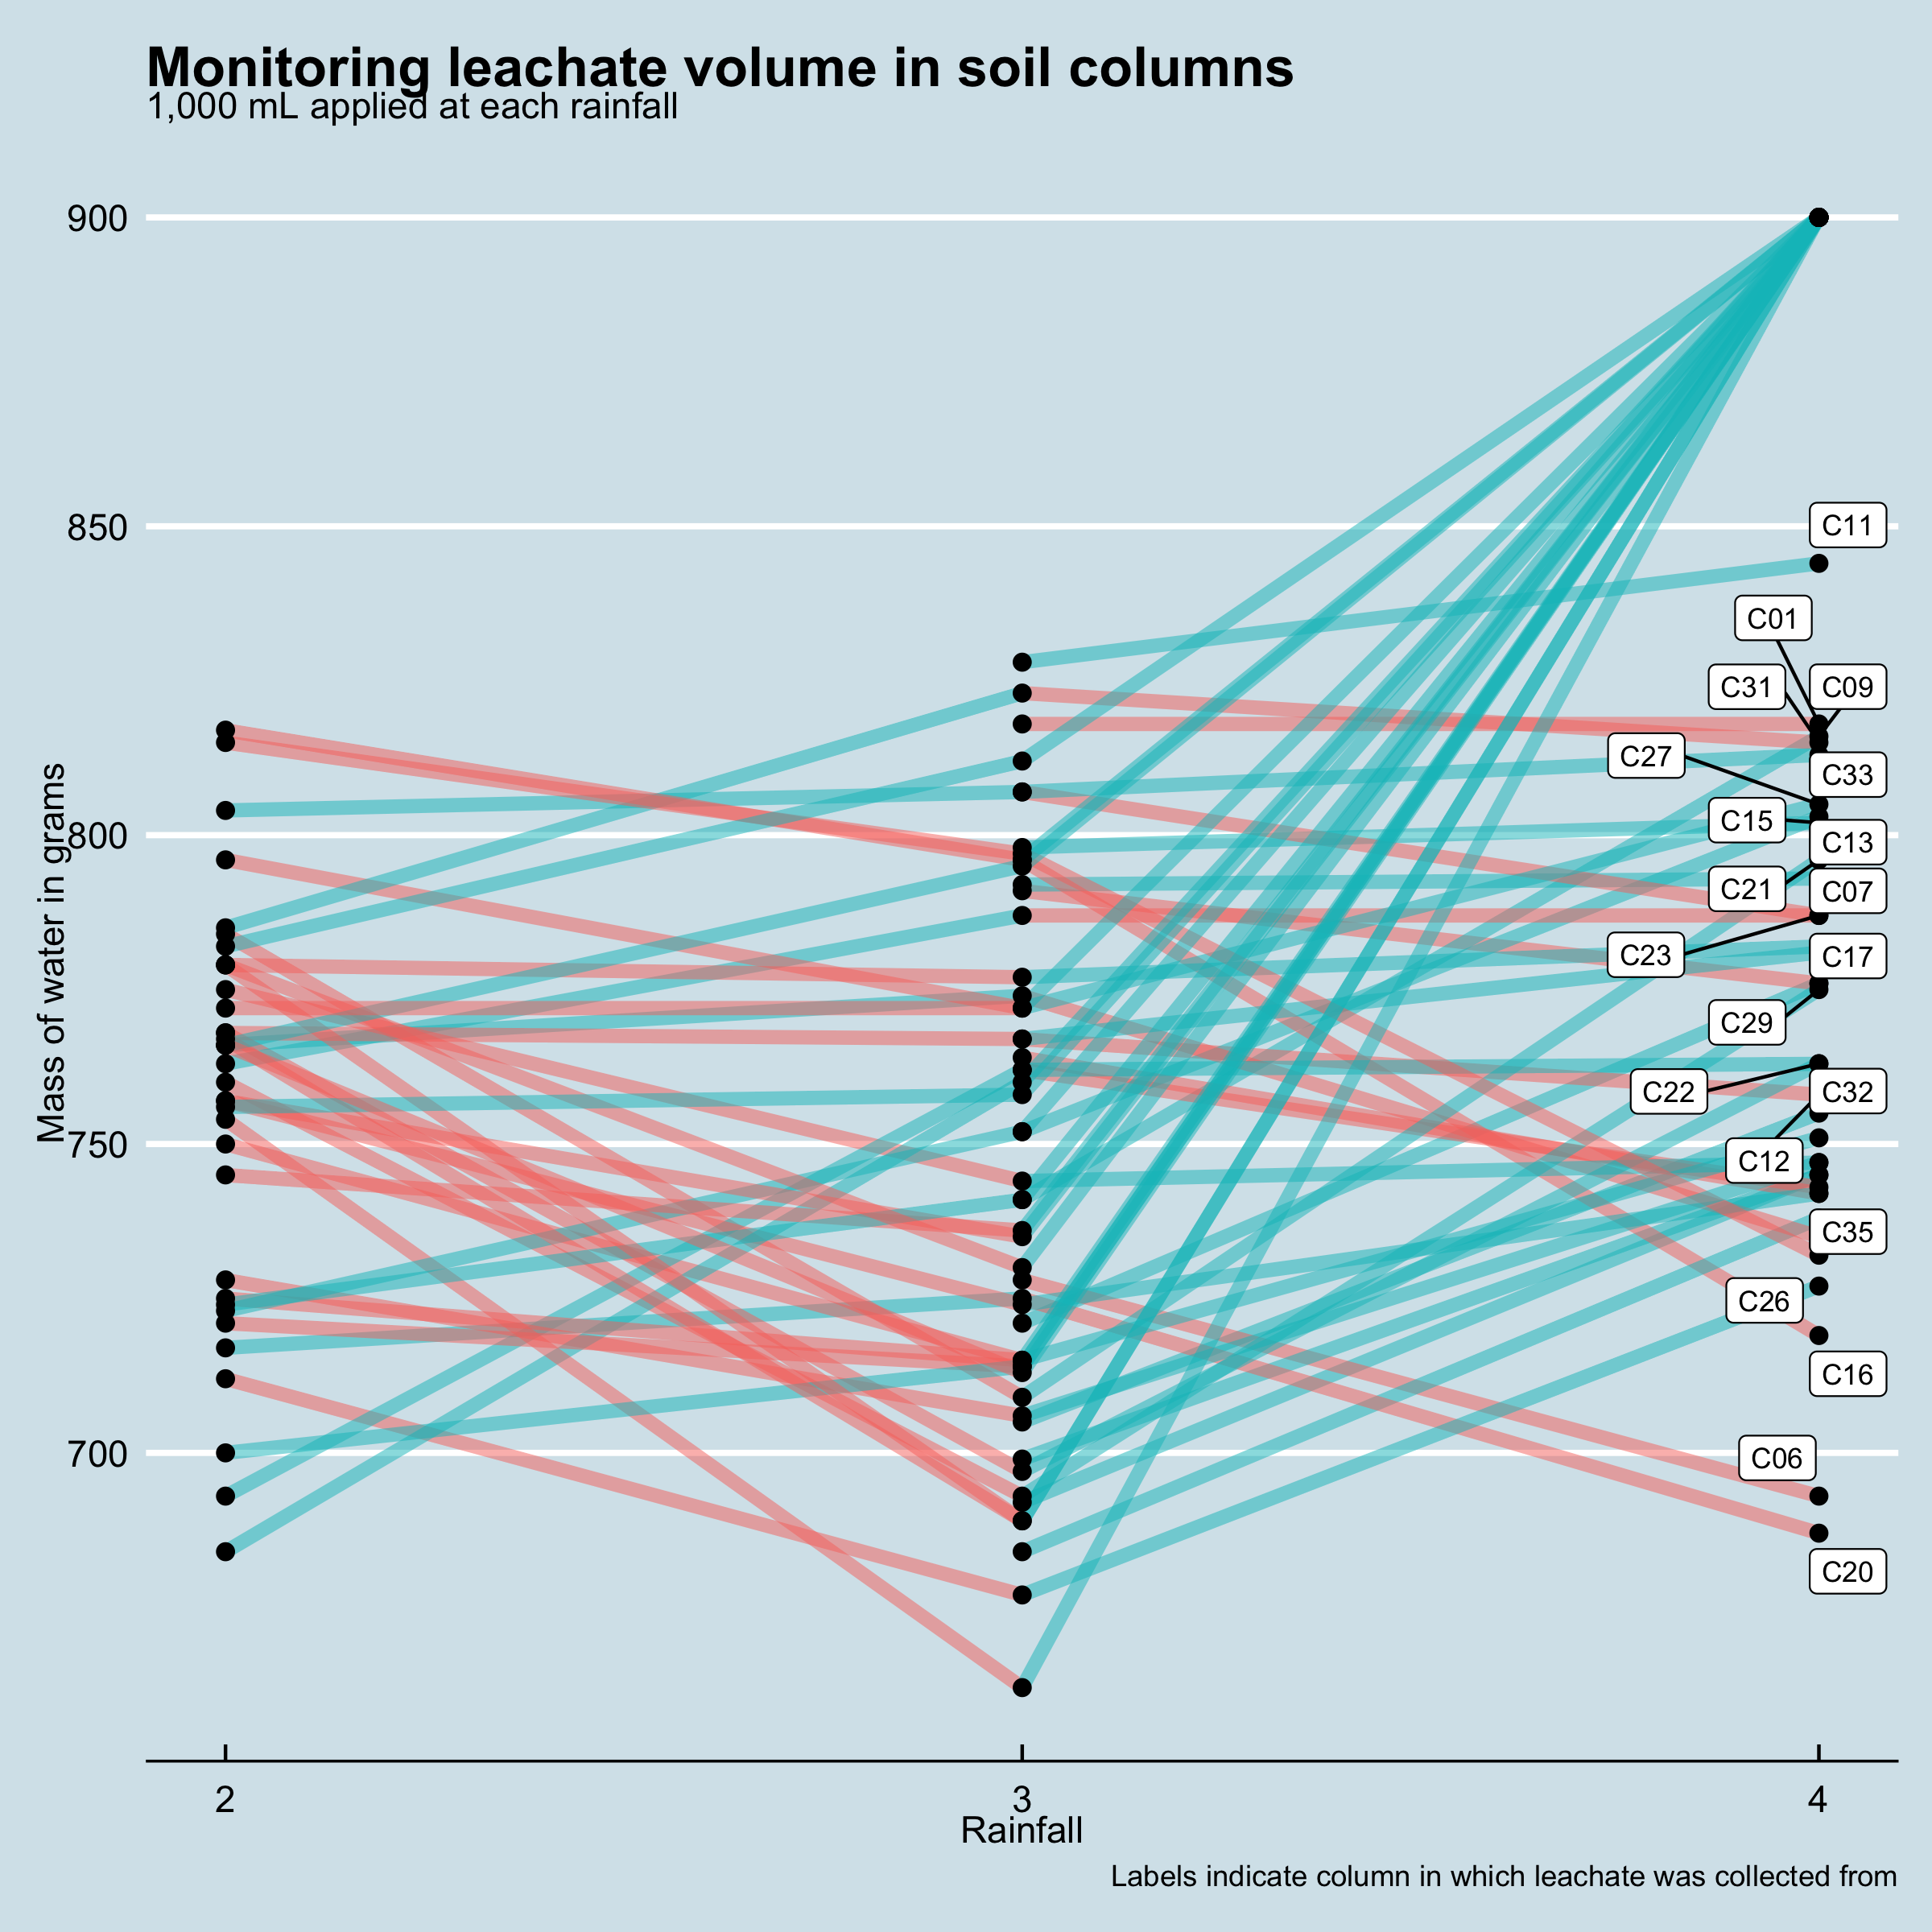 Monitoring leachate volume in soil columns
1,000 mL applied at each rainfall
900
850
800
750
700
Mass of water in grams
C11
C01
C31
C09
C27
C33
C15
C13
C21
C07
C23
C17
C29
C22
C32
C12
C35
C26
C16
C06
C20
2
3
4
Rainfall
Labels indicate column in which leachate was collected from